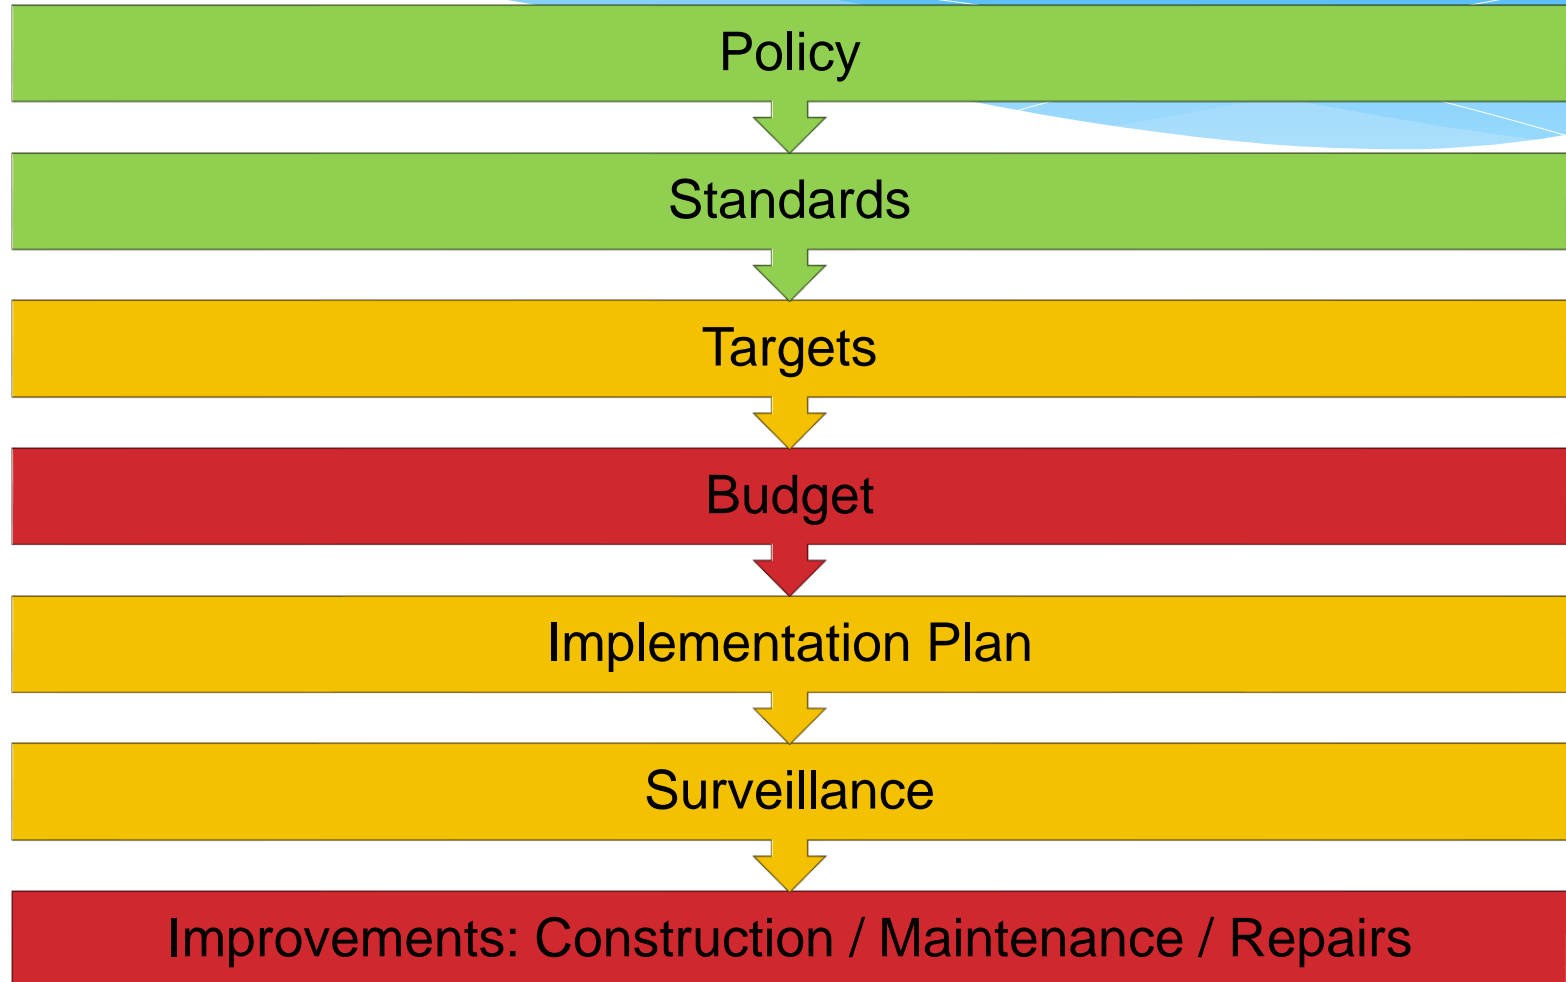 Policy
Standards
Targets
Budget
Implementation Plan
Surveillance
Improvements: Construction / Maintenance / Repairs